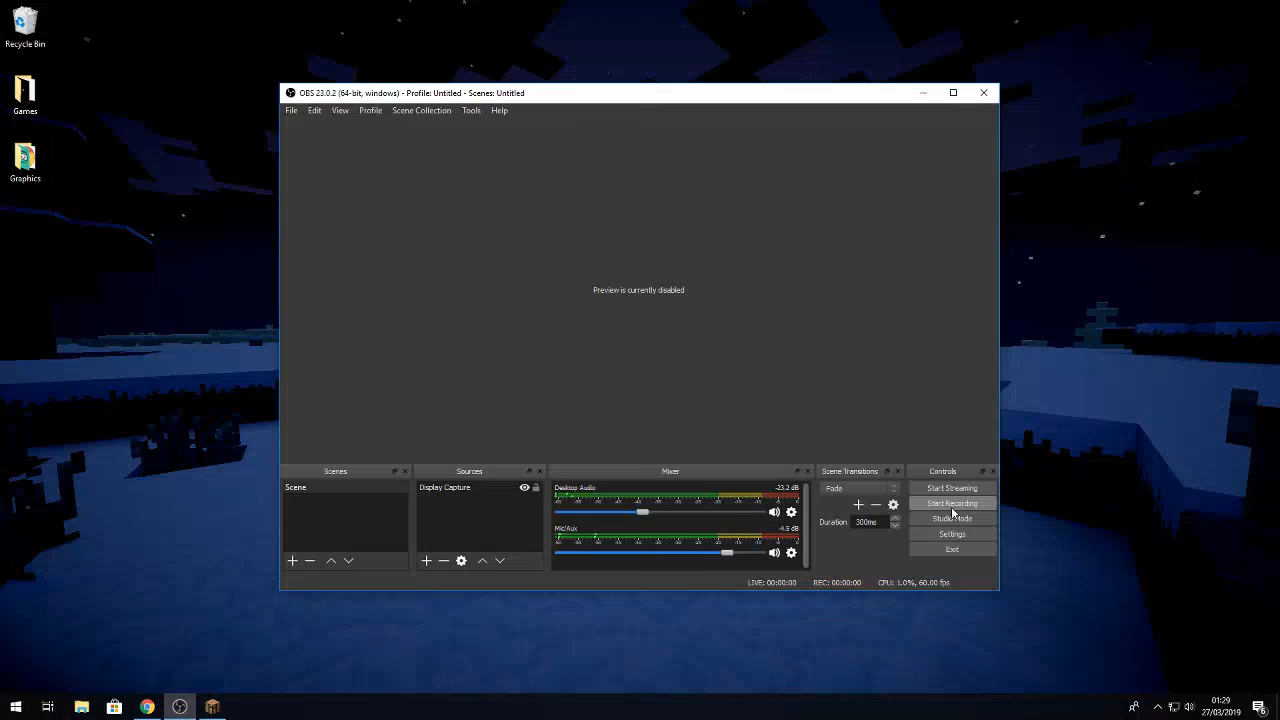 Recycle Bin
Games
Graphics
OBS 23.0.2 (64-bit, windows) - Profile: Untitled - Scenes: Untitled
File Edit View Profile Scene Collection Tools Help
Preview is currently disabled
Scenes
Scene
Sources
Display Capture
Mixer
Desktop Audio -23.2 dB
Mic/Aux -4.5 dB
Scene Transitions
Fade
Duration 300ms
Controls
Start Streaming
Start Recording
Studio Mode
Settings
Exit
LIVE: 00:00:00 REC: 00:00:00 CPU: 1.0%, 60.00 fps
01:29
27/03/2019